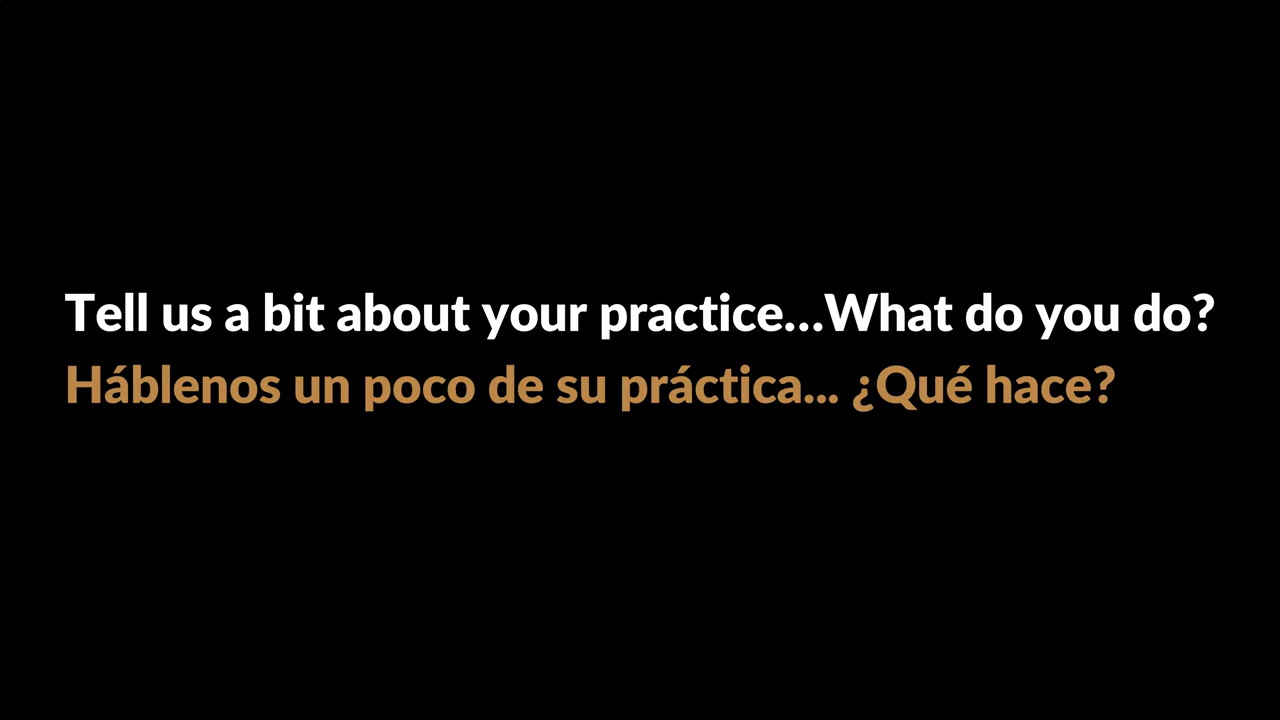 Tell us a bit about your practice...What do you do?
Háblenos un poco de su práctica... ¿Qué hace?